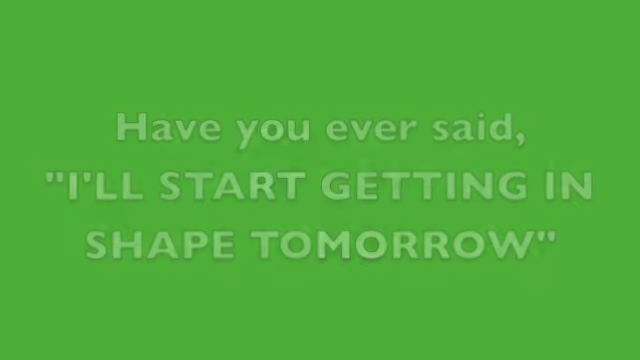 Have you ever said,
"I'LL START GETTING IN
SHAPE TOMORROW"